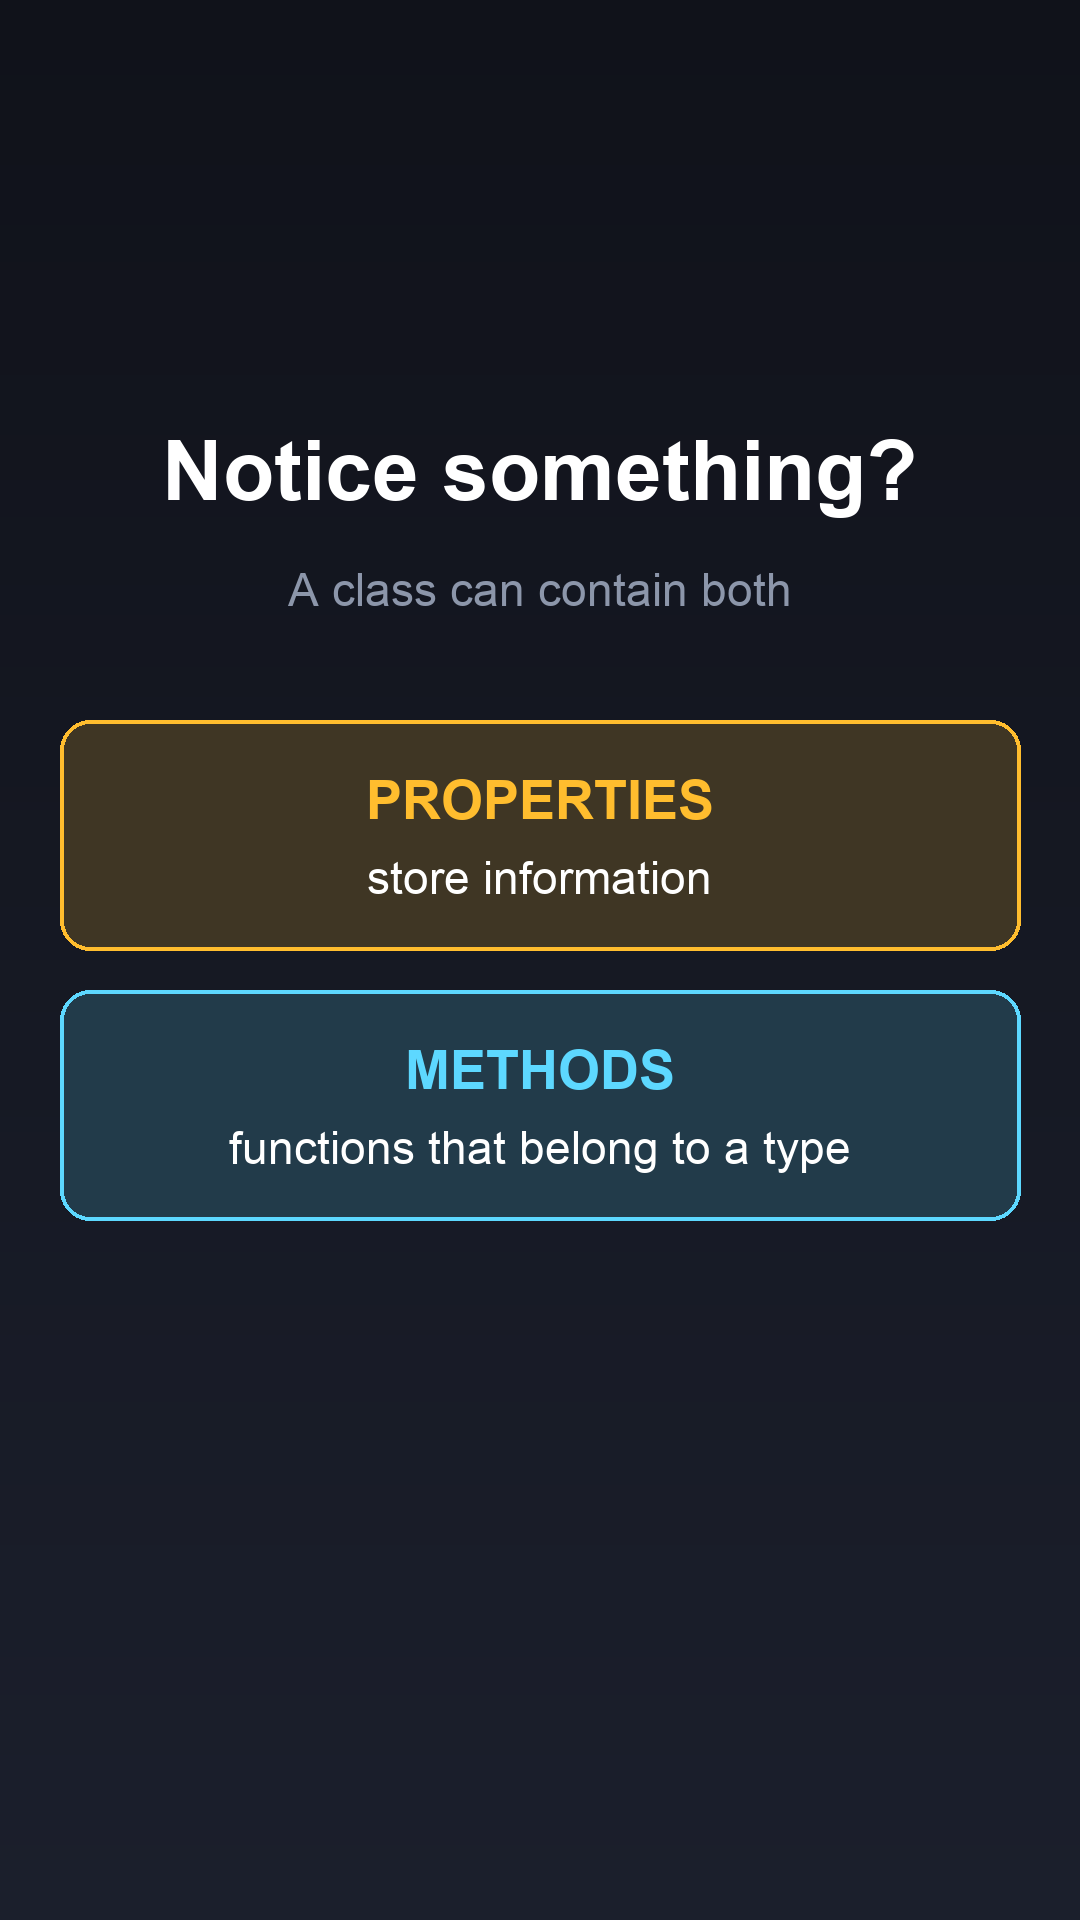 Notice something?
A class can contain both
PROPERTIES
store information
METHODS
functions that belong to a type